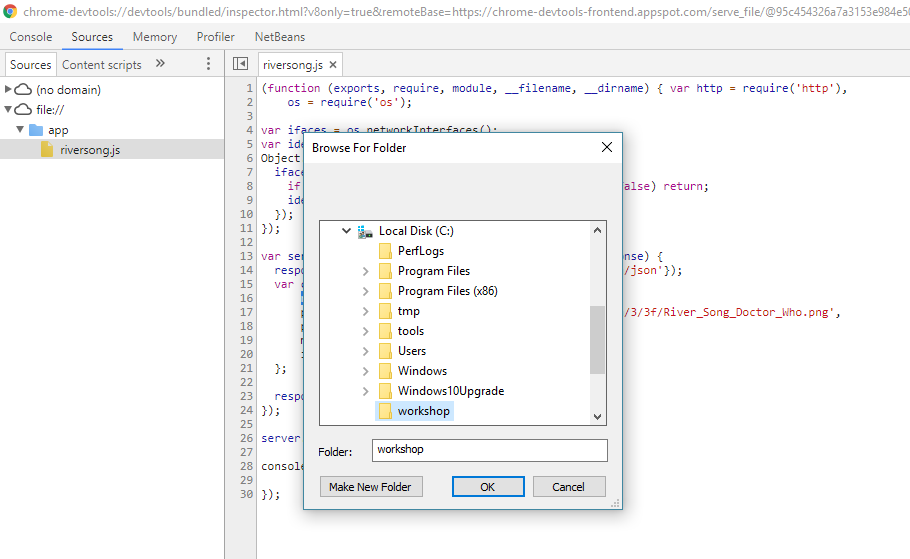 chrome-devtools://devtools/bundled/inspector.html?v8only=true&remoteBase=https://chrome-devtools-frontend.appspot.com/serve_file/@95c454326a7a3153e984e50
Console Sources Memory Profiler NetBeans
Sources Content scripts » riversong.js ×
(no domain)
file://
app
riversong.js
1 (function (exports, require, module, __filename, __dirname) { var http = require('http'),
2 os = require('os');
3
4 var ifaces = os.networkInterfaces();
5 var ide
6 Object
7 iface
8 if alse) return;
9 ide
10 });
11 });
12
13 var ser nse) {
14 respo /json'});
15 var
16
17 /3/3f/River_Song_Doctor_Who.png',
18
19
20
21 };
22
23 respo
24 });
25
26 server
27
28 console
29
30 });
Browse For Folder
Local Disk (C:)
PerfLogs
Program Files
Program Files (x86)
tmp
tools
Users
Windows
Windows10Upgrade
workshop
Folder: workshop
Make New Folder OK Cancel